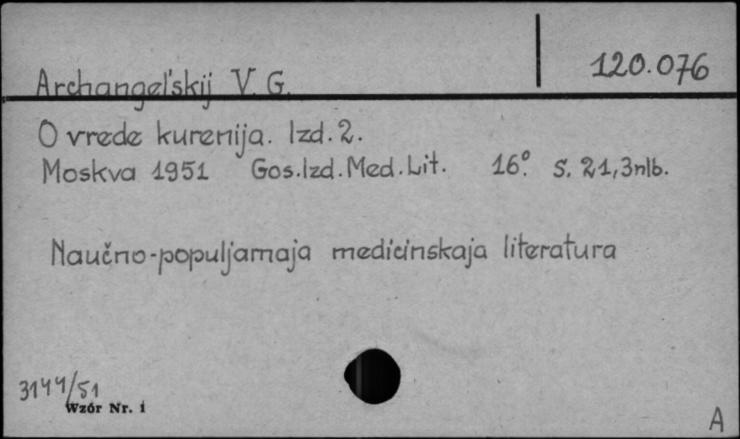 120.076
Archangel'skij V. G.
O vrede kurenija. Izd. 2.
Moskva 1951 Gos. Izd. Med. Lit. 16° S. 21, 3nlb.
Naučno-populjarnaja medicinskaja literatura
3144/51
Wzór Nr. 1
A